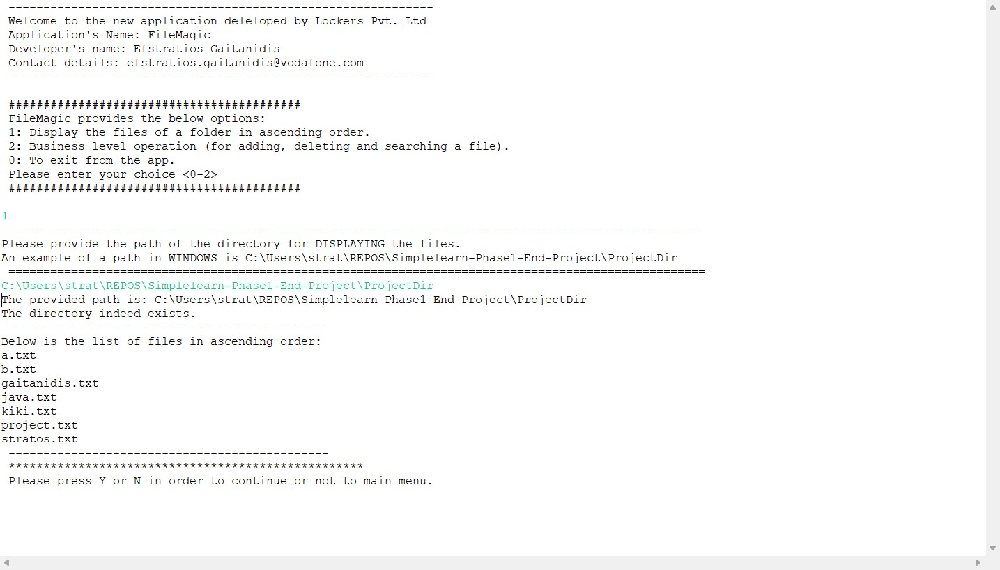 -------------------------------------------------------------
Welcome to the new application deleloped by Lockers Pvt. Ltd
Application's Name: FileMagic
Developer's name: Efstratios Gaitanidis
Contact details: efstratios.gaitanidis@vodafone.com
-------------------------------------------------------------
##########################################
FileMagic provides the below options:
1: Display the files of a folder in ascending order.
2: Business level operation (for adding, deleting and searching a file).
0: To exit from the app.
Please enter your choice <0-2>
##########################################
1
===================================================================================================
Please provide the path of the directory for DISPLAYING the files.
An example of a path in WINDOWS is C:\Users\strat\REPOS\Simplelearn-Phase1-End-Project\ProjectDir
====================================================================================================
C:\Users\strat\REPOS\Simplelearn-Phase1-End-Project\ProjectDir
The provided path is: C:\Users\strat\REPOS\Simplelearn-Phase1-End-Project\ProjectDir
The directory indeed exists.
----------------------------------------------
Below is the list of files in ascending order:
a.txt
b.txt
gaitanidis.txt
java.txt
kiki.txt
project.txt
stratos.txt
----------------------------------------------
***************************************************
Please press Y or N in order to continue or not to main menu.